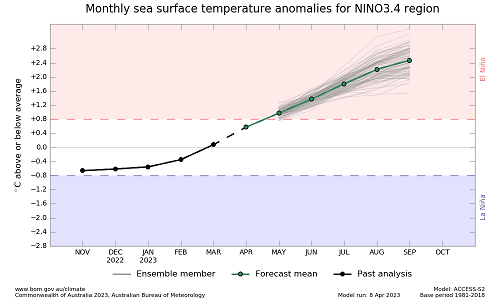 Monthly sea surface temperature anomalies for NINO3.4 region
°C above or below average
+2.8
+2.4
+2.0
+1.6
+1.2
+0.8
+0.4
0.0
−0.4
−0.8
−1.2
−1.6
−2.0
−2.4
−2.8
El Niño
La Niña
NOV DEC JAN FEB MAR APR MAY JUN JUL AUG SEP OCT
2022 2023
Ensemble member Forecast mean Past analysis
www.bom.gov.au/climate Model: ACCESS-S2
Commonwealth of Australia 2023, Australian Bureau of Meteorology Model run: 8 Apr 2023 Base period 1981-2018